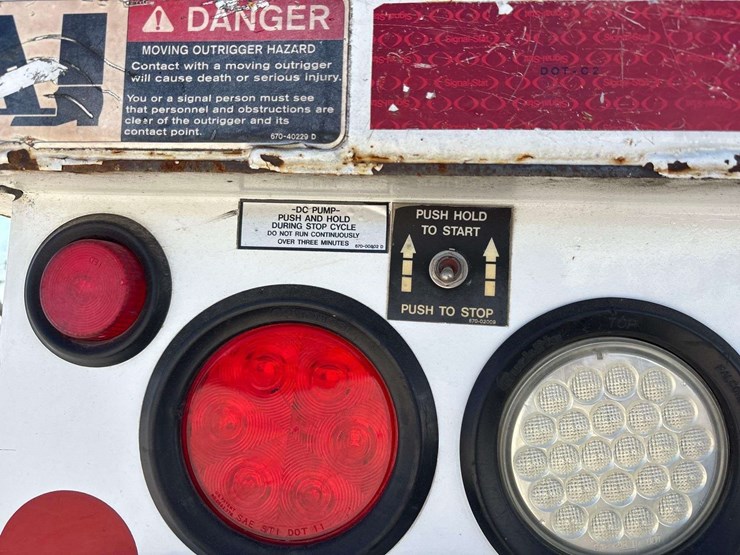 DANGER
MOVING OUTRIGGER HAZARD
Contact with a moving outrigger
will cause death or serious injury.
You or a signal person must see
that personnel and obstructions are
clear of the outrigger and its
contact point.
670-40229 D
DOT-C2
-DC PUMP-
PUSH AND HOLD
DURING STOP CYCLE
DO NOT RUN CONTINUOUSLY
OVER THREE MINUTES
PUSH HOLD
TO START
PUSH TO STOP
SAE
DOT 11